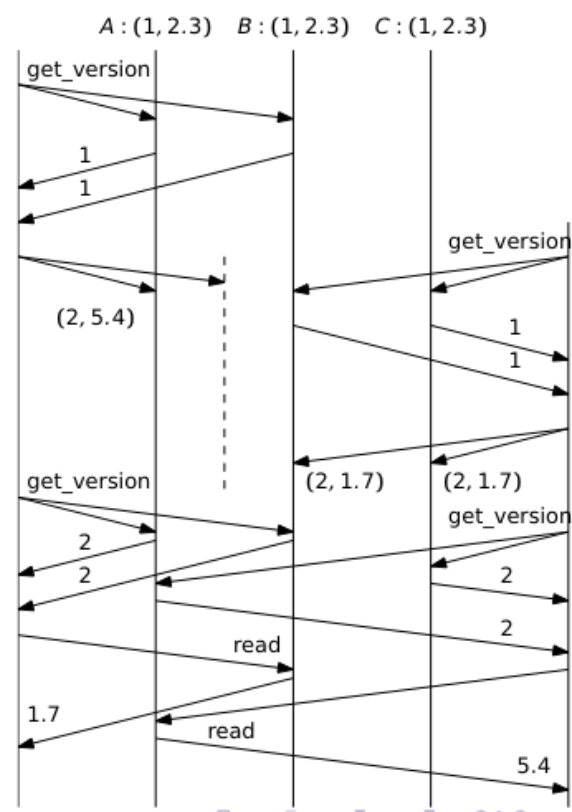 A : (1, 2.3) B : (1, 2.3) C : (1, 2.3)
get_version
1
1
get_version
(2, 5.4)
1
1
(2, 1.7) (2, 1.7)
get_version
get_version
2
2
2
2
read
1.7
read
5.4